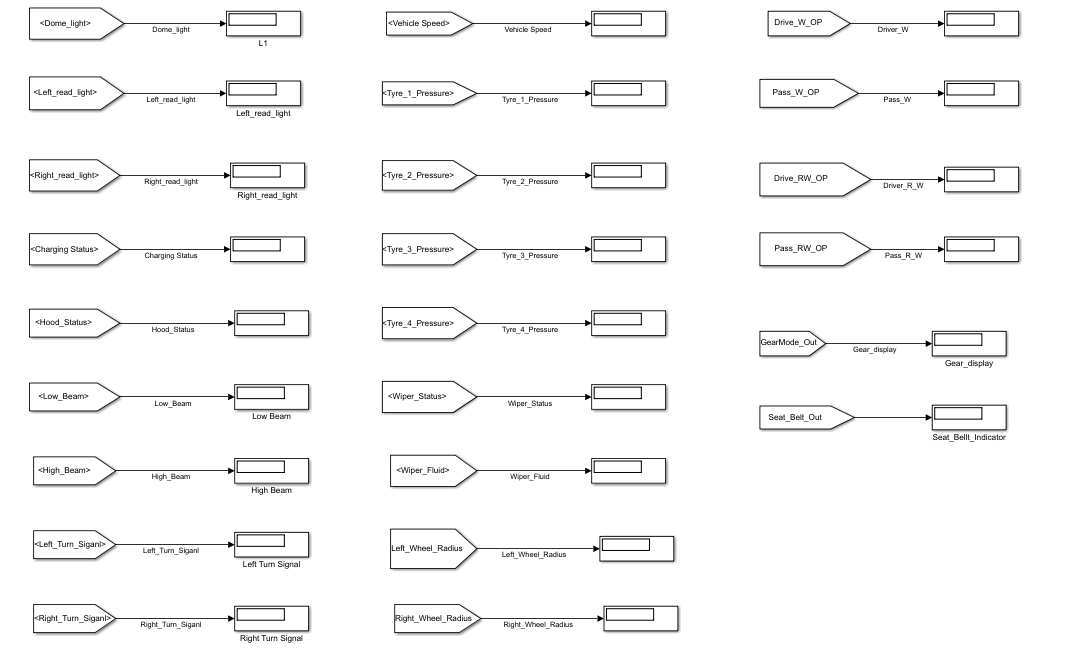 <Dome_light>
Dome_light
L1
<Left_read_light>
Left_read_light
Left_read_light
<Right_read_light>
Right_read_light
Right_read_light
<Charging Status>
Charging Status
<Hood_Status>
Hood_Status
<Low_Beam>
Low_Beam
Low Beam
<High_Beam>
High_Beam
High Beam
<Left_Turn_Siganl>
Left_Turn_Siganl
Left Turn Signal
<Right_Turn_Siganl>
Right_Turn_Siganl
Right Turn Signal
<Vehicle Speed>
Vehicle Speed
<Tyre_1_Pressure>
Tyre_1_Pressure
<Tyre_2_Pressure>
Tyre_2_Pressure
<Tyre_3_Pressure>
Tyre_3_Pressure
<Tyre_4_Pressure>
Tyre_4_Pressure
<Wiper_Status>
Wiper_Status
<Wiper_Fluid>
Wiper_Fluid
Left_Wheel_Radius
Left_Wheel_Radius
Right_Wheel_Radius
Right_Wheel_Radius
Drive_W_OP
Driver_W
Pass_W_OP
Pass_W
Drive_RW_OP
Driver_R_W
Pass_RW_OP
Pass_R_W
GearMode_Out
Gear_display
Gear_display
Seat_Belt_Out
Seat_Bellt_Indicator